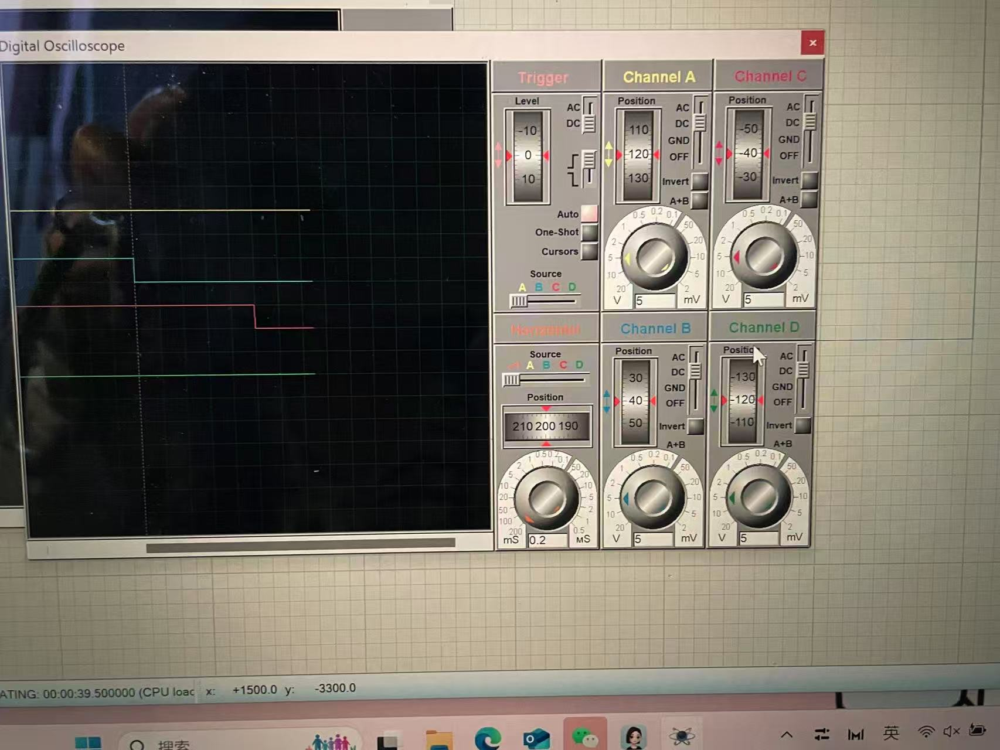 Digital Oscilloscope
Trigger
Level
AC
DC
-10
0
10
Auto
One-Shot
Cursors
Source
A B C D
Channel A
Position
AC
DC
GND
OFF
110
120
130
Invert
A+B
0.5 0.2 0.1
1 50
2 20
5 10
10 5
20 2
V 5 mV
Channel C
Position
AC
DC
GND
OFF
-50
-40
-30
Invert
A+B
0.5 0.2 0.1
1 50
2 20
5 10
10 5
20 2
V 5 mV
Horizontal
Source
A B C D
Position
210 200 190
1 0.5 0.2 0.1
2 50
5 20
10 10
20 5
50 2
100 1
200 0.5
mS 0.2 мS
Channel B
Position
AC
DC
GND
OFF
30
40
50
Invert
A+B
0.5 0.2 0.1
1 50
2 20
5 10
10 5
20 2
V 5 mV
Channel D
Positio
AC
DC
GND
OFF
-130
-120
-110
Invert
A+B
0.5 0.2 0.1
1 50
2 20
5 10
10 5
20 2
V 5 mV
ATING: 00:00:39.500000 (CPU loac x: +1500.0 y: -3300.0
搜索
英